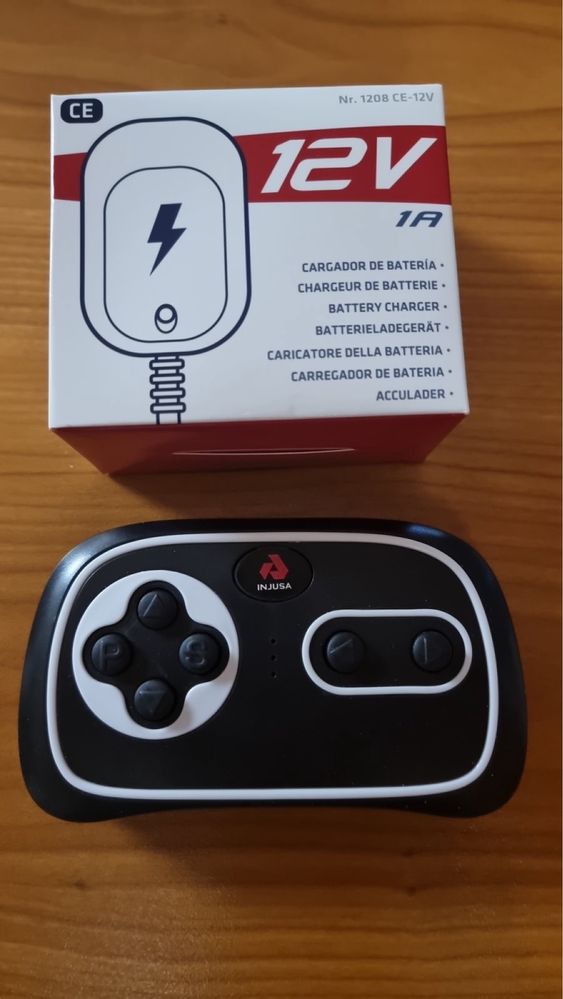 CE
Nr. 1208 CE-12V
12V
1A
CARGADOR DE BATERÍA •
CHARGEUR DE BATTERIE •
BATTERY CHARGER •
BATTERIELADEGERÄT •
CARICATORE DELLA BATTERIA •
CARREGADOR DE BATERIA •
ACCULADER •
INJUSA
P S